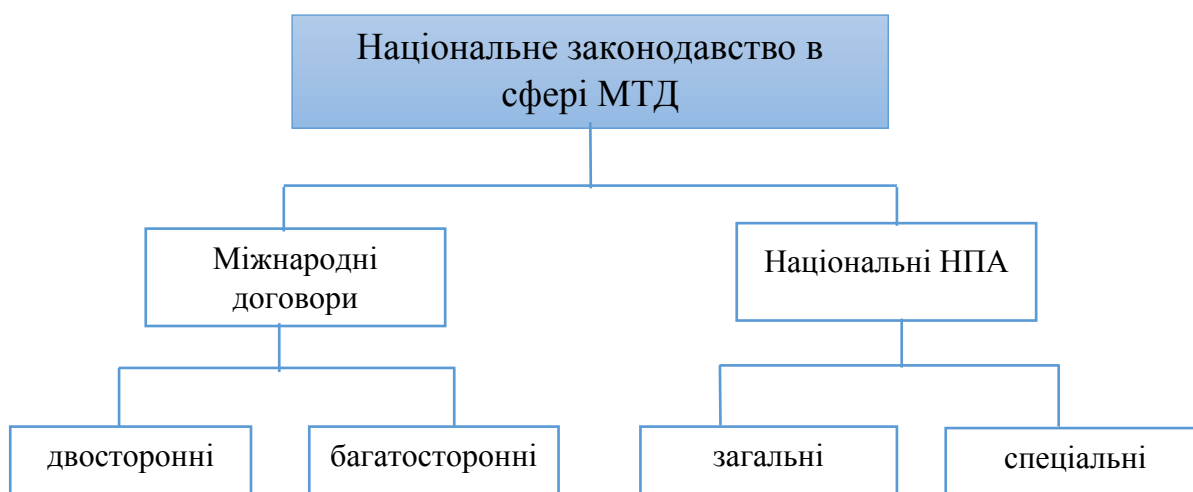 Національне законодавство в
сфері МТД
Міжнародні
договори
Національні НПА
двосторонні
багатосторонні
загальні
спеціальні